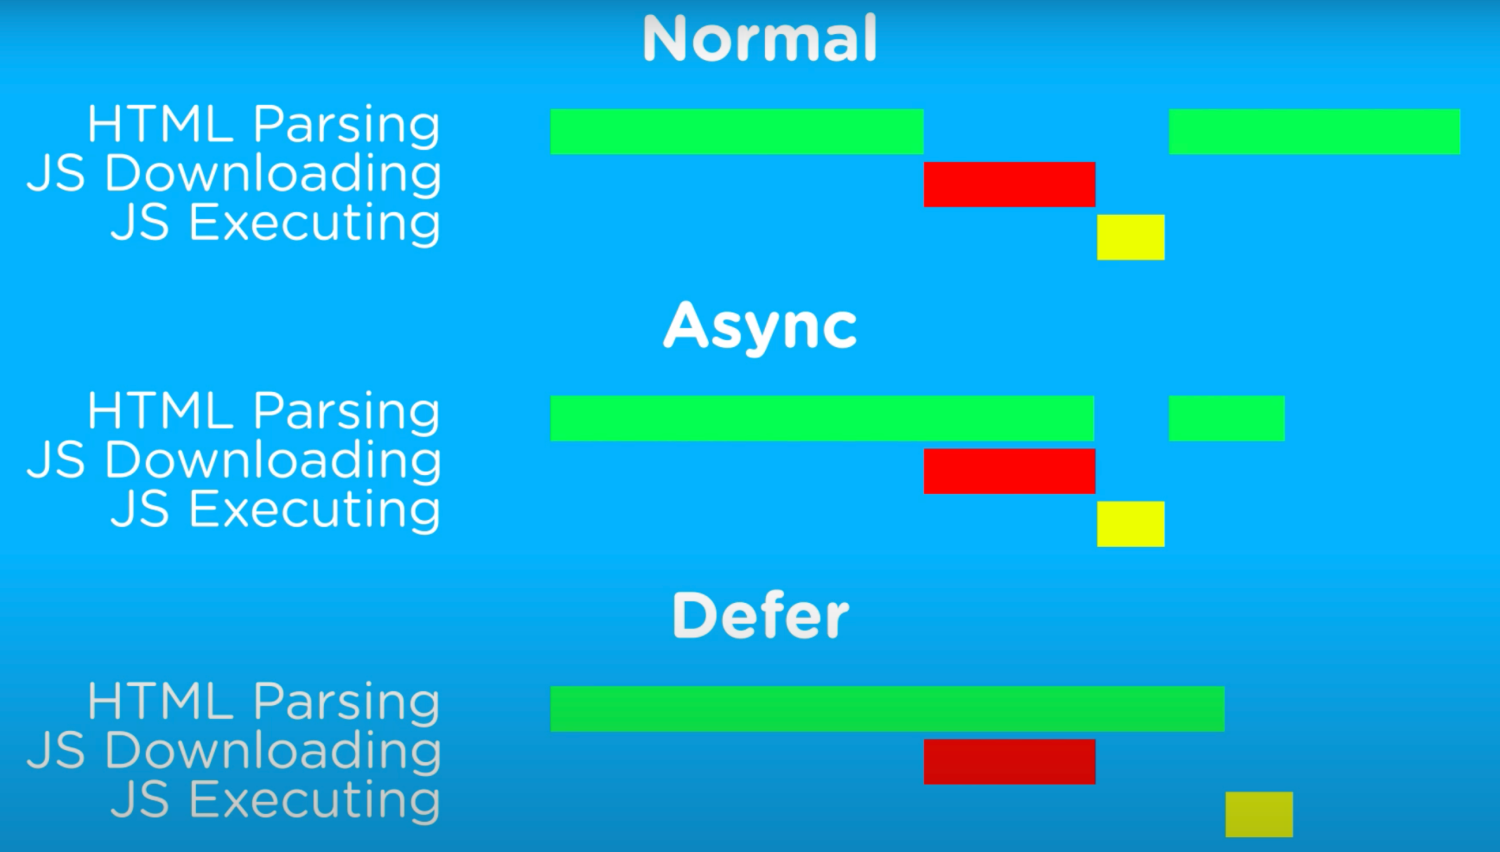 Normal
HTML Parsing
JS Downloading
JS Executing
Async
HTML Parsing
JS Downloading
JS Executing
Defer
HTML Parsing
JS Downloading
JS Executing